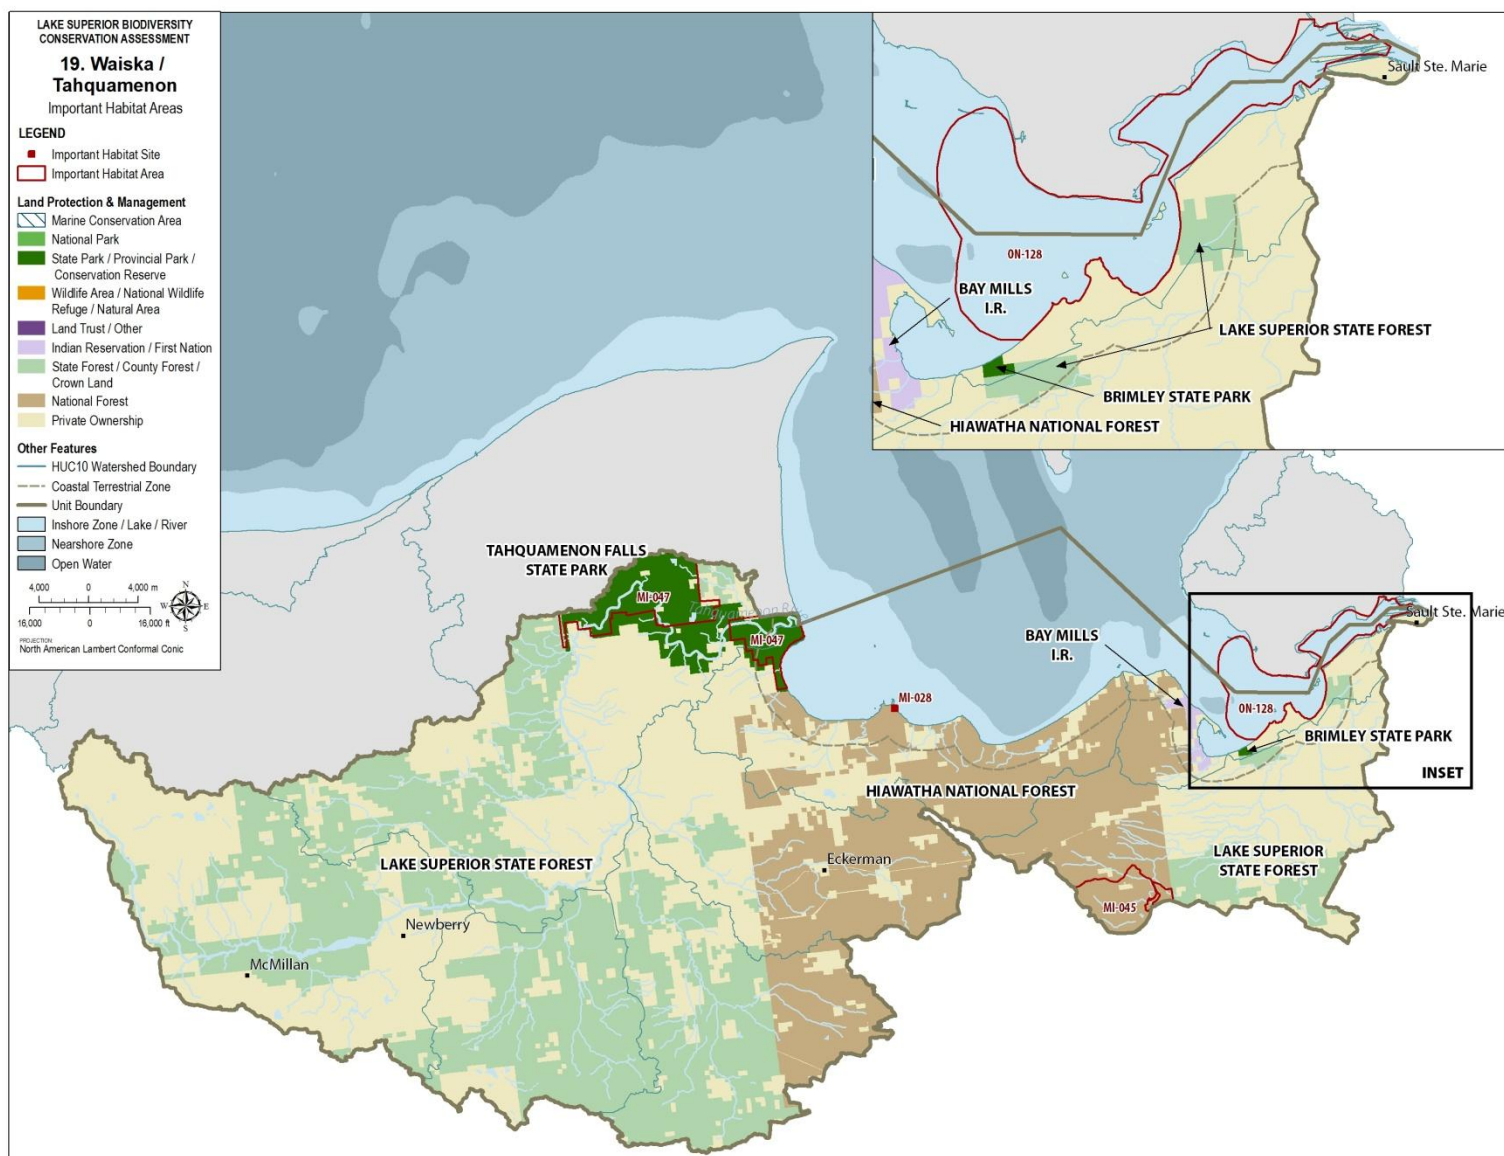 LAKE SUPERIOR BIODIVERSITY
CONSERVATION ASSESSMENT
19. Waiska /
Tahquamenon
Important Habitat Areas
LEGEND
Important Habitat Site
Important Habitat Area
Land Protection & Management
Marine Conservation Area
National Park
State Park / Provincial Park /
Conservation Reserve
Wildlife Area / National Wildlife
Refuge / Natural Area
Land Trust / Other
Indian Reservation / First Nation
State Forest / County Forest /
Crown Land
National Forest
Private Ownership
Other Features
HUC10 Watershed Boundary
Coastal Terrestrial Zone
Unit Boundary
Inshore Zone / Lake / River
Nearshore Zone
Open Water
4,000 0 4,000 m
16,000 0 16,000 ft
N
W E
S
PROJECTION
North American Lambert Conformal Conic
Sault Ste. Marie
ON-128
BAY MILLS
I.R.
LAKE SUPERIOR STATE FOREST
BRIMLEY STATE PARK
HIAWATHA NATIONAL FOREST
TAHQUAMENON FALLS
STATE PARK
MI-047
Tahquamenon
MI-047
Sault Ste. Marie
BAY MILLS
I.R.
MI-028
ON-128
BRIMLEY STATE PARK
INSET
HIAWATHA NATIONAL FOREST
LAKE SUPERIOR STATE FOREST
Eckerman
LAKE SUPERIOR
STATE FOREST
MI-045
Newberry
McMillan